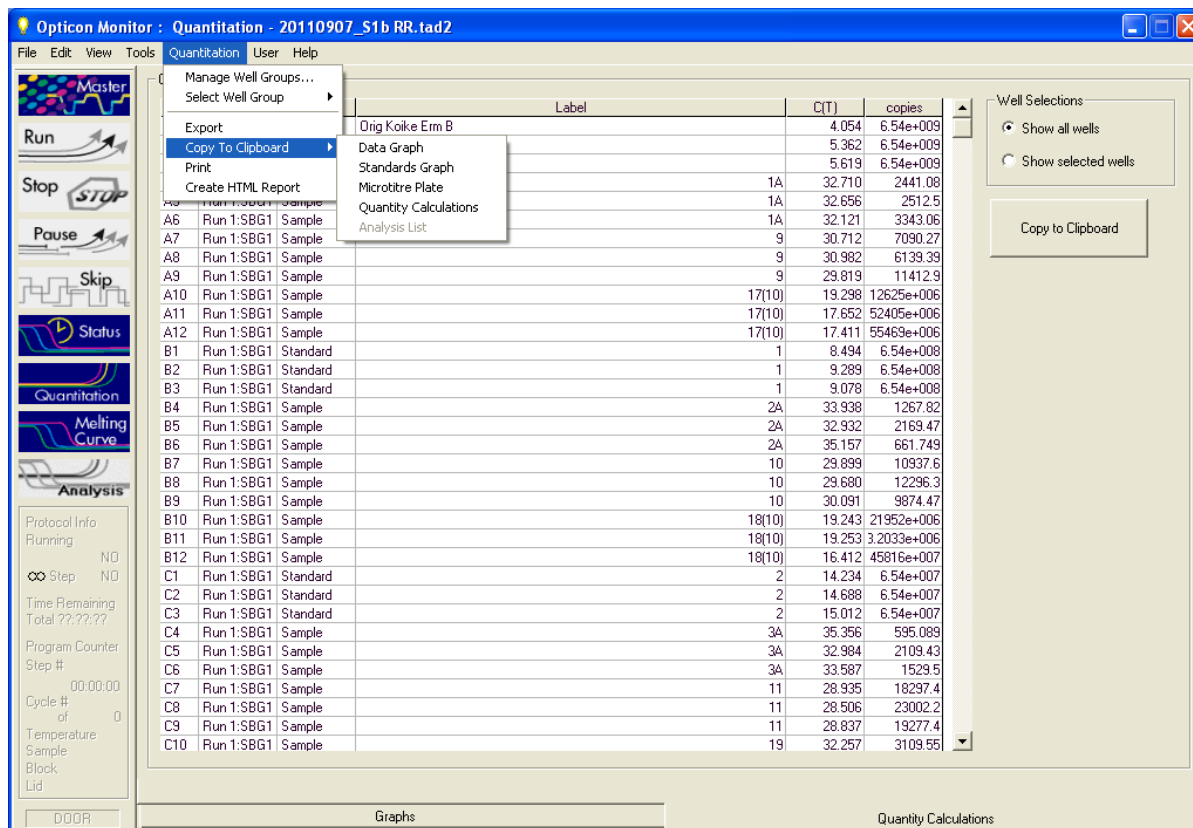 Opticon Monitor : Quantitation - 20110907_S1b RR.tad2
File Edit View Tools Quantitation User Help
Master
Run
Stop STOP
Pause
Skip
Status
Quantitation
Melting Curve
Analysis
Protocol Info
Running
NO
Step NO
Time Remaining
Total ??:??:??
Program Counter
Step #
00:00:00
Cycle #
of 0
Temperature
Sample
Block
Lid
DOOR
Manage Well Groups...
Select Well Group
Export
Copy To Clipboard
Print
Create HTML Report
Data Graph
Standards Graph
Microtitre Plate
Quantity Calculations
Analysis List
Label C(T) copies
Orig Koike Erm B 4.054 6.54e+009
5.362 6.54e+009
5.619 6.54e+009
1A 32.710 2441.08
A5 Run 1:SBG1 Sample 1A 32.656 2512.5
A6 Run 1:SBG1 Sample 1A 32.121 3343.06
A7 Run 1:SBG1 Sample 9 30.712 7090.27
A8 Run 1:SBG1 Sample 9 30.982 6139.39
A9 Run 1:SBG1 Sample 9 29.819 11412.9
A10 Run 1:SBG1 Sample 17(10) 19.298 12625e+006
A11 Run 1:SBG1 Sample 17(10) 17.652 52405e+006
A12 Run 1:SBG1 Sample 17(10) 17.411 55469e+006
B1 Run 1:SBG1 Standard 1 8.494 6.54e+008
B2 Run 1:SBG1 Standard 1 9.289 6.54e+008
B3 Run 1:SBG1 Standard 1 9.078 6.54e+008
B4 Run 1:SBG1 Sample 2A 33.938 1267.82
B5 Run 1:SBG1 Sample 2A 32.932 2169.47
B6 Run 1:SBG1 Sample 2A 35.157 661.749
B7 Run 1:SBG1 Sample 10 29.899 10937.6
B8 Run 1:SBG1 Sample 10 29.680 12296.3
B9 Run 1:SBG1 Sample 10 30.091 9874.47
B10 Run 1:SBG1 Sample 18(10) 19.243 21952e+006
B11 Run 1:SBG1 Sample 18(10) 19.253 3.2033e+006
B12 Run 1:SBG1 Sample 18(10) 16.412 45816e+007
C1 Run 1:SBG1 Standard 2 14.234 6.54e+007
C2 Run 1:SBG1 Standard 2 14.688 6.54e+007
C3 Run 1:SBG1 Standard 2 15.012 6.54e+007
C4 Run 1:SBG1 Sample 3A 35.356 595.089
C5 Run 1:SBG1 Sample 3A 32.984 2109.43
C6 Run 1:SBG1 Sample 3A 33.587 1529.5
C7 Run 1:SBG1 Sample 11 28.935 18297.4
C8 Run 1:SBG1 Sample 11 28.506 23002.2
C9 Run 1:SBG1 Sample 11 28.837 19277.4
C10 Run 1:SBG1 Sample 19 32.257 3109.55
Well Selections
Show all wells
Show selected wells
Copy to Clipboard
Graphs
Quantity Calculations